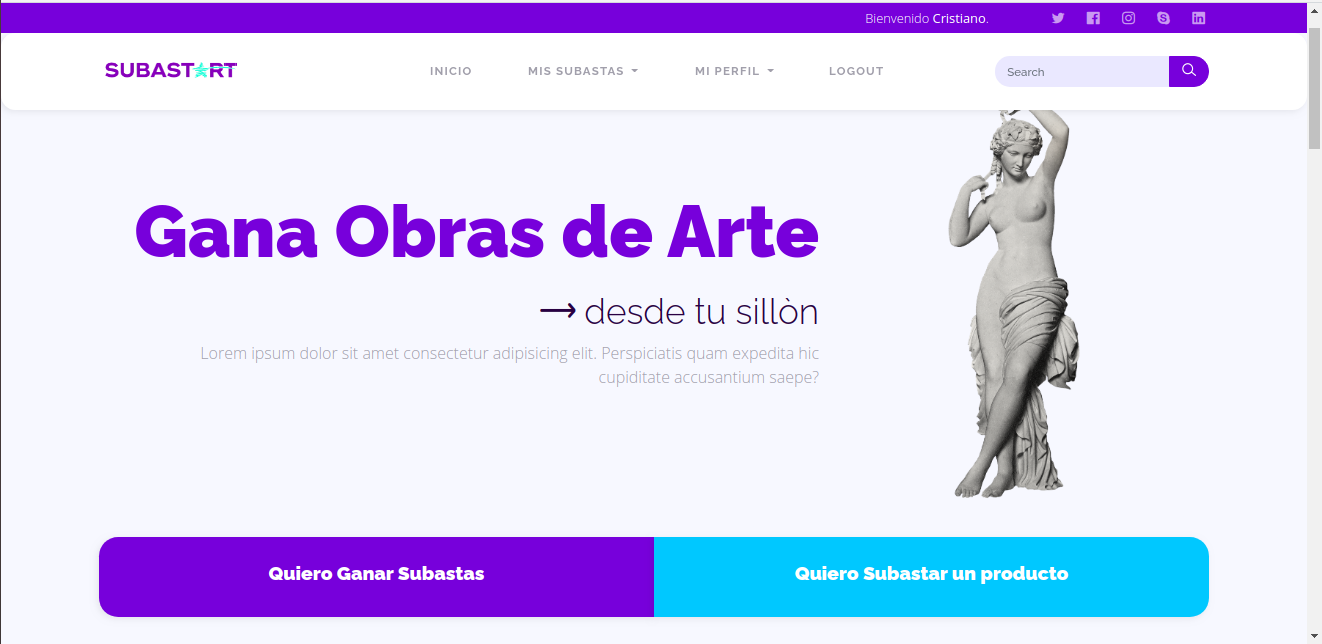 Bienvenido Cristiano.
SUBAST★RT
INICIO
MIS SUBASTAS
MI PERFIL
LOGOUT
Search
Gana Obras de Arte
→ desde tu sillòn
Lorem ipsum dolor sit amet consectetur adipisicing elit. Perspiciatis quam expedita hic
cupiditate accusantium saepe?
Quiero Ganar Subastas
Quiero Subastar un producto